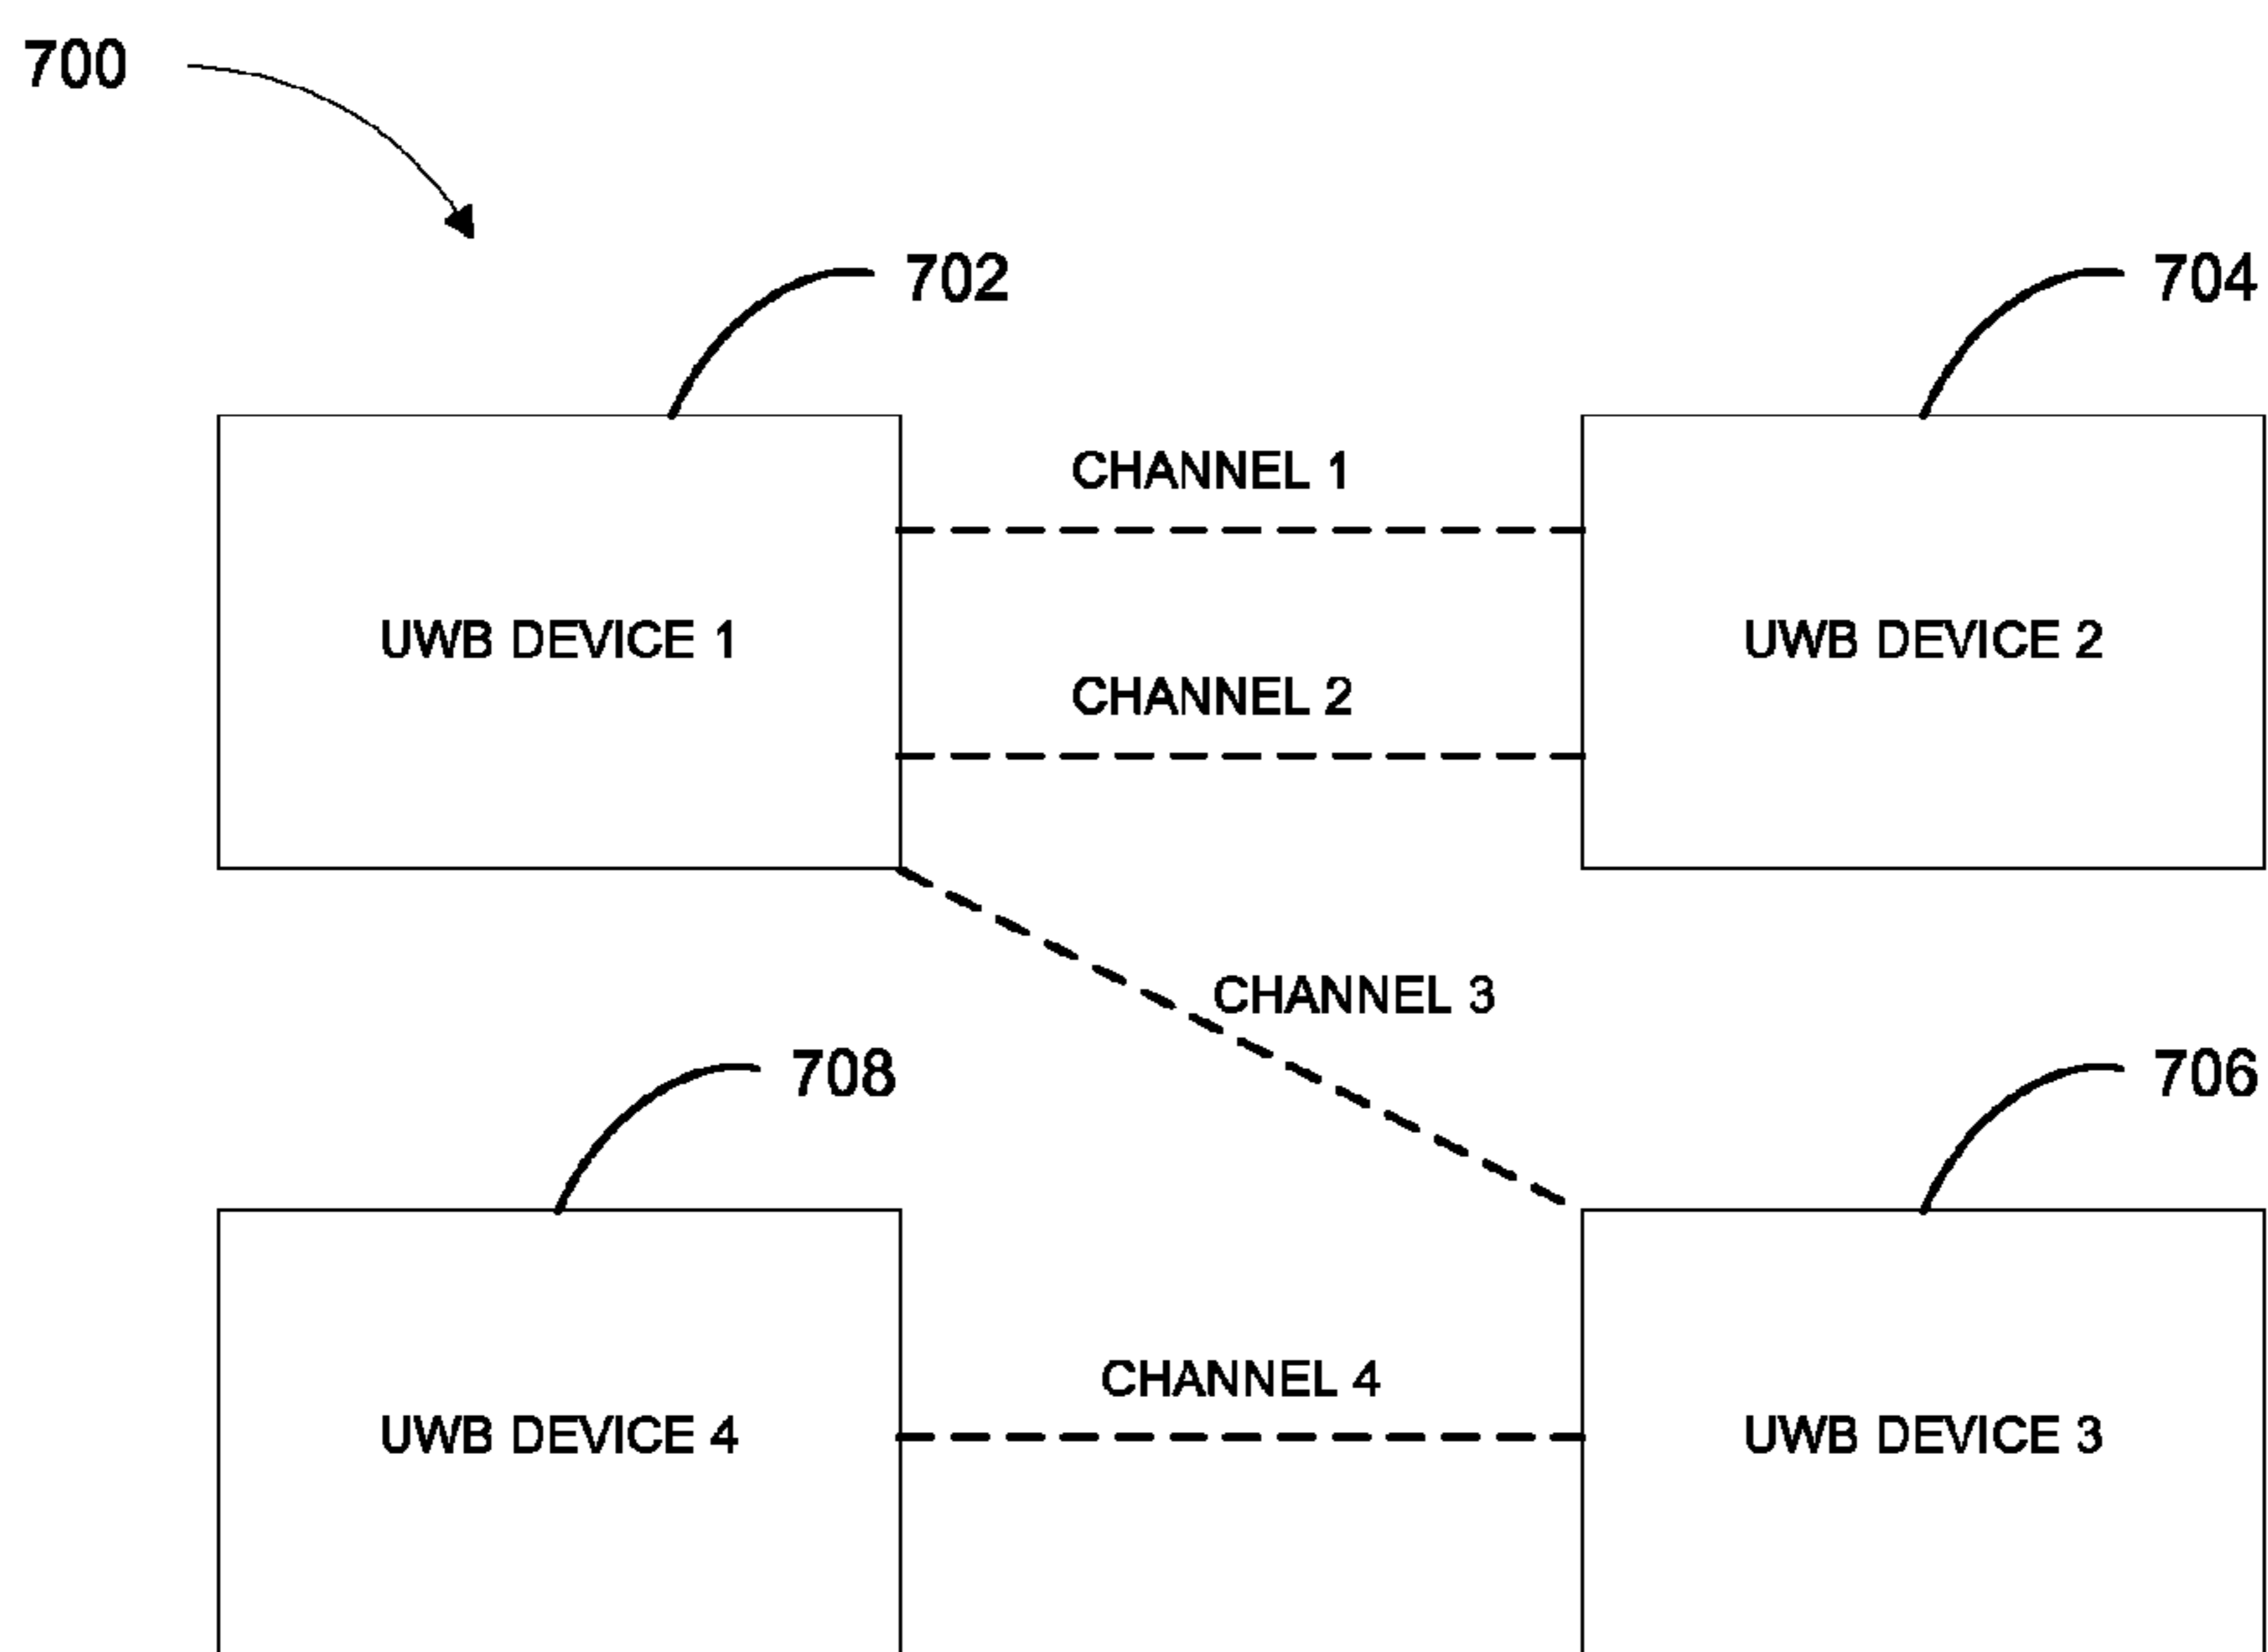 700
702
704
CHANNEL 1
UWB DEVICE 1
UWB DEVICE 2
CHANNEL 2
CHANNEL 3
708
706
CHANNEL 4
UWB DEVICE 4
UWB DEVICE 3